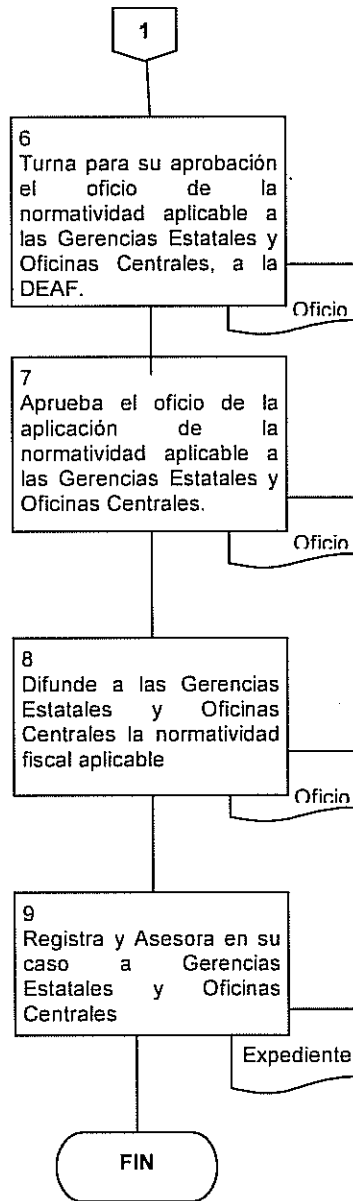 1
6
Turna para su aprobación
el oficio de la
normatividad aplicable a
las Gerencias Estatales y
Oficinas Centrales, a la
DEAF.
Oficio
7
Aprueba el oficio de la
aplicación de la
normatividad aplicable a
las Gerencias Estatales y
Oficinas Centrales.
Oficio
8
Difunde a las Gerencias
Estatales y Oficinas
Centrales la normatividad
fiscal aplicable
Oficio
9
Registra y Asesora en su
caso a Gerencias
Estatales y Oficinas
Centrales
Expediente
FIN